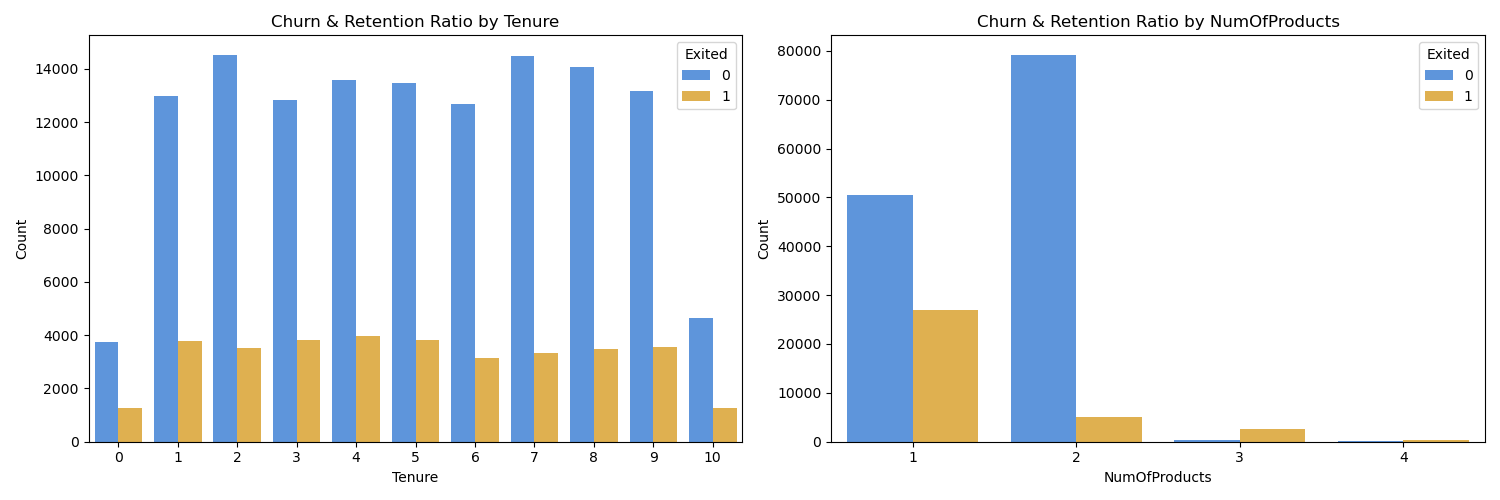 Churn & Retention Ratio by Tenure
Count
14000
12000
10000
8000
6000
4000
2000
0
Exited
0
1
0 1 2 3 4 5 6 7 8 9 10
Tenure
Churn & Retention Ratio by NumOfProducts
Count
80000
70000
60000
50000
40000
30000
20000
10000
0
Exited
0
1
1 2 3 4
NumOfProducts